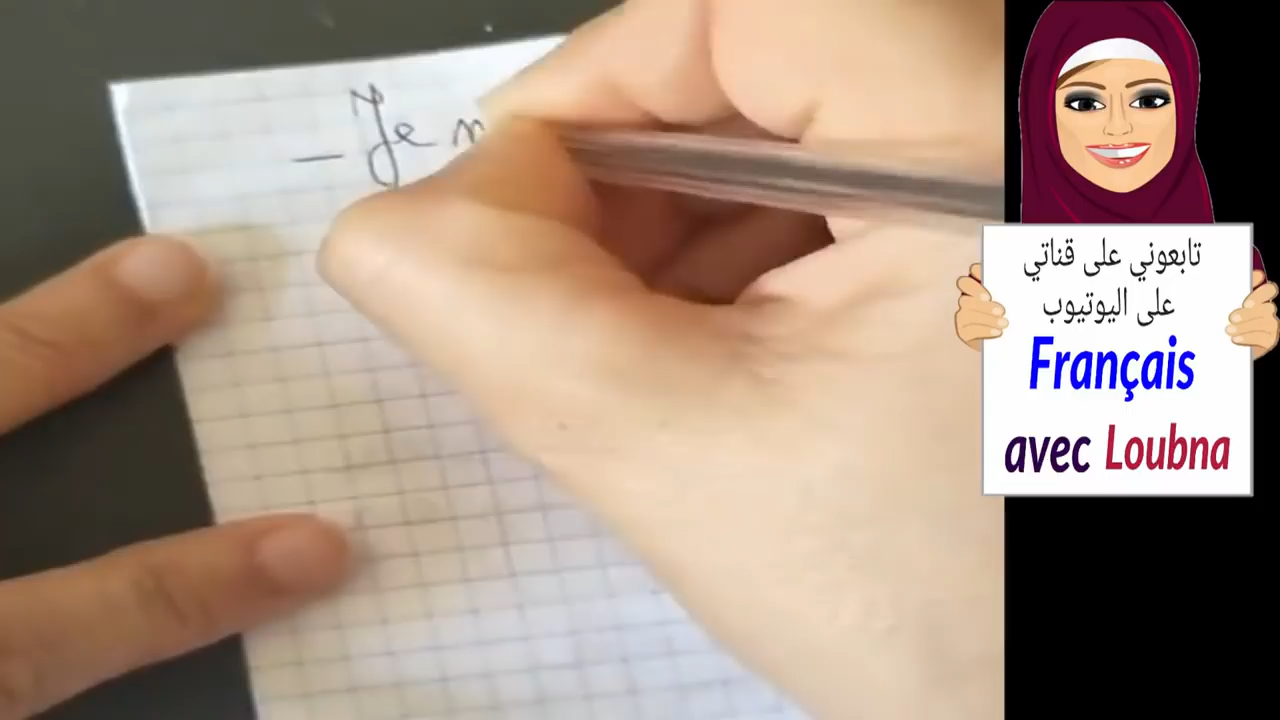 - Je
تابعوني على قناتي
على اليوتيوب
Français
avec Loubna